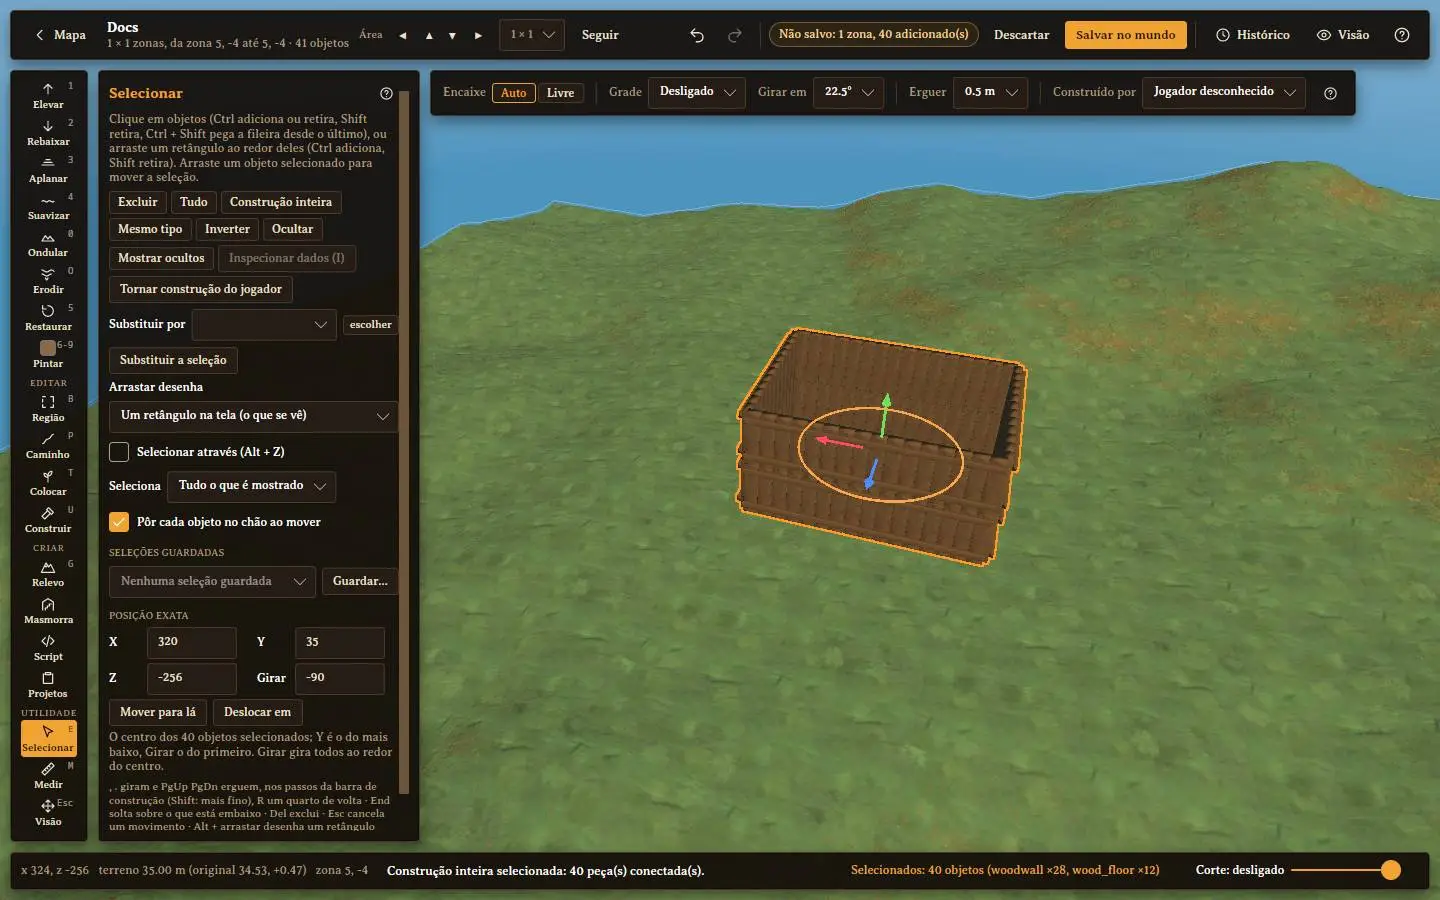 Mapa
Docs
1 × 1 zonas, da zona 5, -4 até 5, -4 · 41 objetos
Área
1 × 1
Seguir
Não salvo: 1 zona, 40 adicionado(s)
Descartar
Salvar no mundo
Histórico
Visão
Elevar 1
Rebaixar 2
Aplanar 3
Suavizar 4
Ondular 0
Erodir O
Restaurar 5
Pintar 6-9
EDITAR
Região B
Caminho P
Colocar T
Construir U
CRIAR
Relevo G
Masmorra
Script
Projetos
UTILIDADE
Selecionar E
Medir M
Visão Esc
Selecionar
Clique em objetos (Ctrl adiciona ou retira, Shift
retira, Ctrl + Shift pega a fileira desde o último), ou
arraste um retângulo ao redor deles (Ctrl adiciona,
Shift retira). Arraste um objeto selecionado para
mover a seleção.
Excluir Tudo Construção inteira
Mesmo tipo Inverter Ocultar
Mostrar ocultos Inspecionar dados (I)
Tornar construção do jogador
Substituir por escolher
Substituir a seleção
Arrastar desenha
Um retângulo na tela (o que se vê)
Selecionar através (Alt + Z)
Seleciona Tudo o que é mostrado
Pôr cada objeto no chão ao mover
SELEÇÕES GUARDADAS
Nenhuma seleção guardada Guardar...
POSIÇÃO EXATA
X 320 Y 35
Z -256 Girar -90
Mover para lá Deslocar em
O centro dos 40 objetos selecionados; Y é o do mais
baixo, Girar o do primeiro. Girar gira todos ao redor
do centro.
, . giram e PgUp PgDn erguem, nos passos da barra de
construção (Shift: mais fino), R um quarto de volta · End
solta sobre o que está embaixo · Del exclui · Esc cancela
um movimento · Alt + arrastar desenha um retângulo
Encaixe Auto Livre Grade Desligado Girar em 22.5° Erguer 0.5 m Construído por Jogador desconhecido
x 324, z -256 terreno 35.00 m (original 34.53, +0.47) zona 5, -4 Construção inteira selecionada: 40 peça(s) conectada(s). Selecionados: 40 objetos (woodwall ×28, wood_floor ×12) Corte: desligado